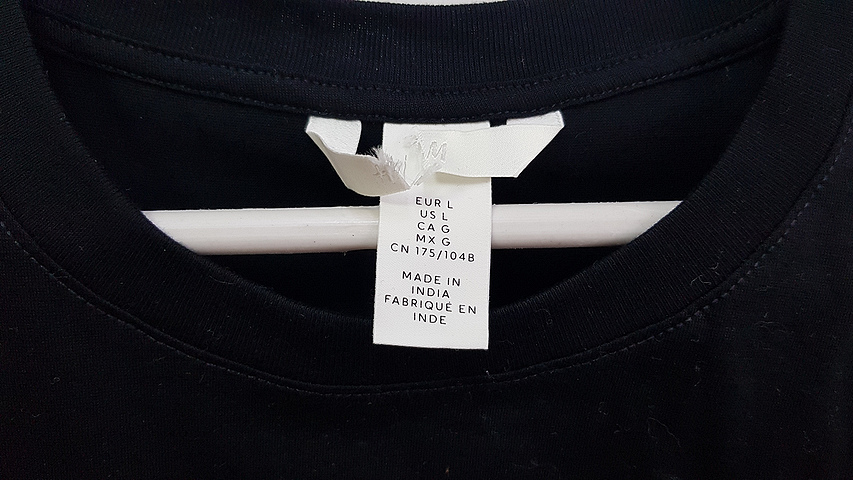 EUR L
US L
CA G
MX G
CN 175/104B
MADE IN
INDIA
FABRIQUÉ EN
INDE